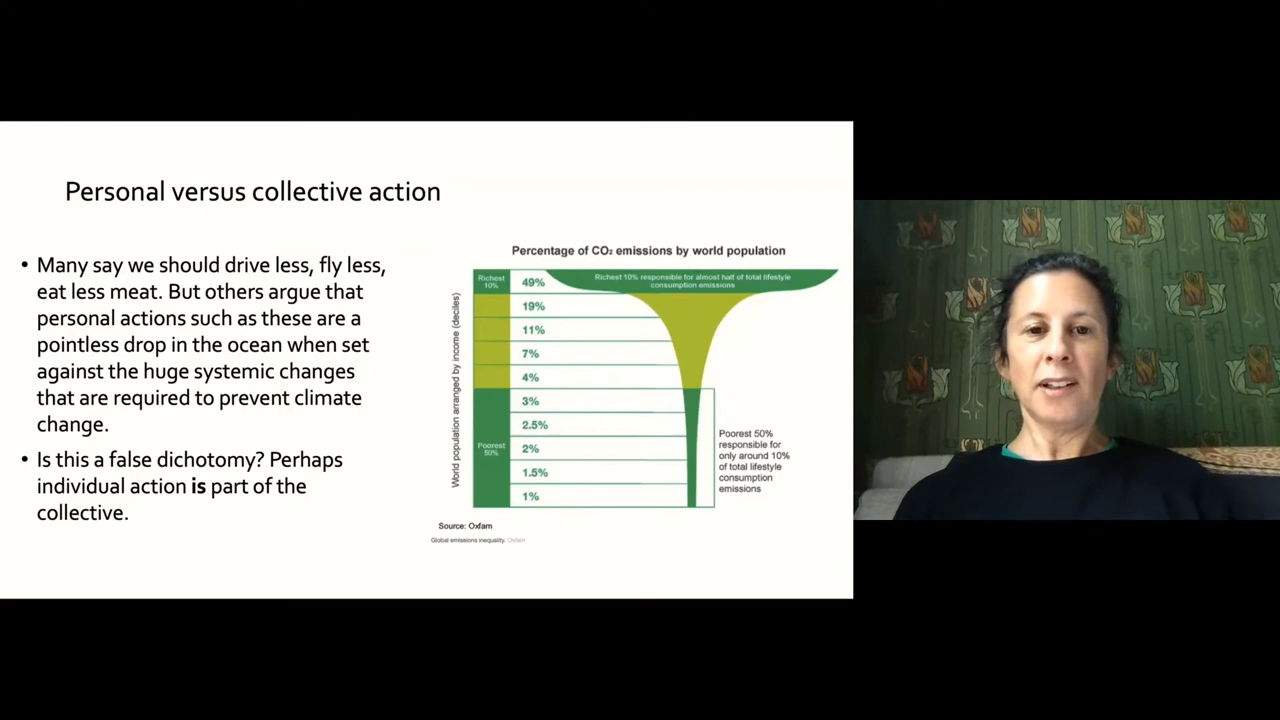 Personal versus collective action
• Many say we should drive less, fly less,
eat less meat. But others argue that
personal actions such as these are a
pointless drop in the ocean when set
against the huge systemic changes
that are required to prevent climate
change.
• Is this a false dichotomy? Perhaps
individual action is part of the
collective.
Percentage of CO₂ emissions by world population
World population arranged by income (deciles)
Richest
10%
49%
Richest 10% responsible for almost half of total lifestyle
consumption emissions
19%
11%
7%
4%
3%
2.5%
Poorest
50%
2%
1.5%
1%
Poorest 50%
responsible for
only around 10%
of total lifestyle
consumption
emissions
Source: Oxfam
Global emissions inequality. Oxfam